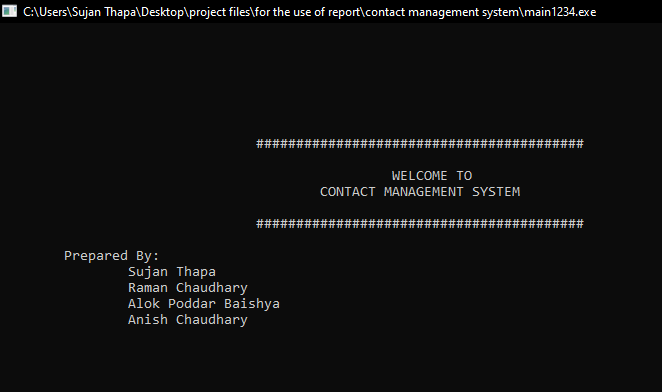 C:\Users\Sujan Thapa\Desktop\project files\for the use of report\contact management system\main1234.exe
#########################################
WELCOME TO
CONTACT MANAGEMENT SYSTEM
#########################################
Prepared By:
Sujan Thapa
Raman Chaudhary
Alok Poddar Baishya
Anish Chaudhary